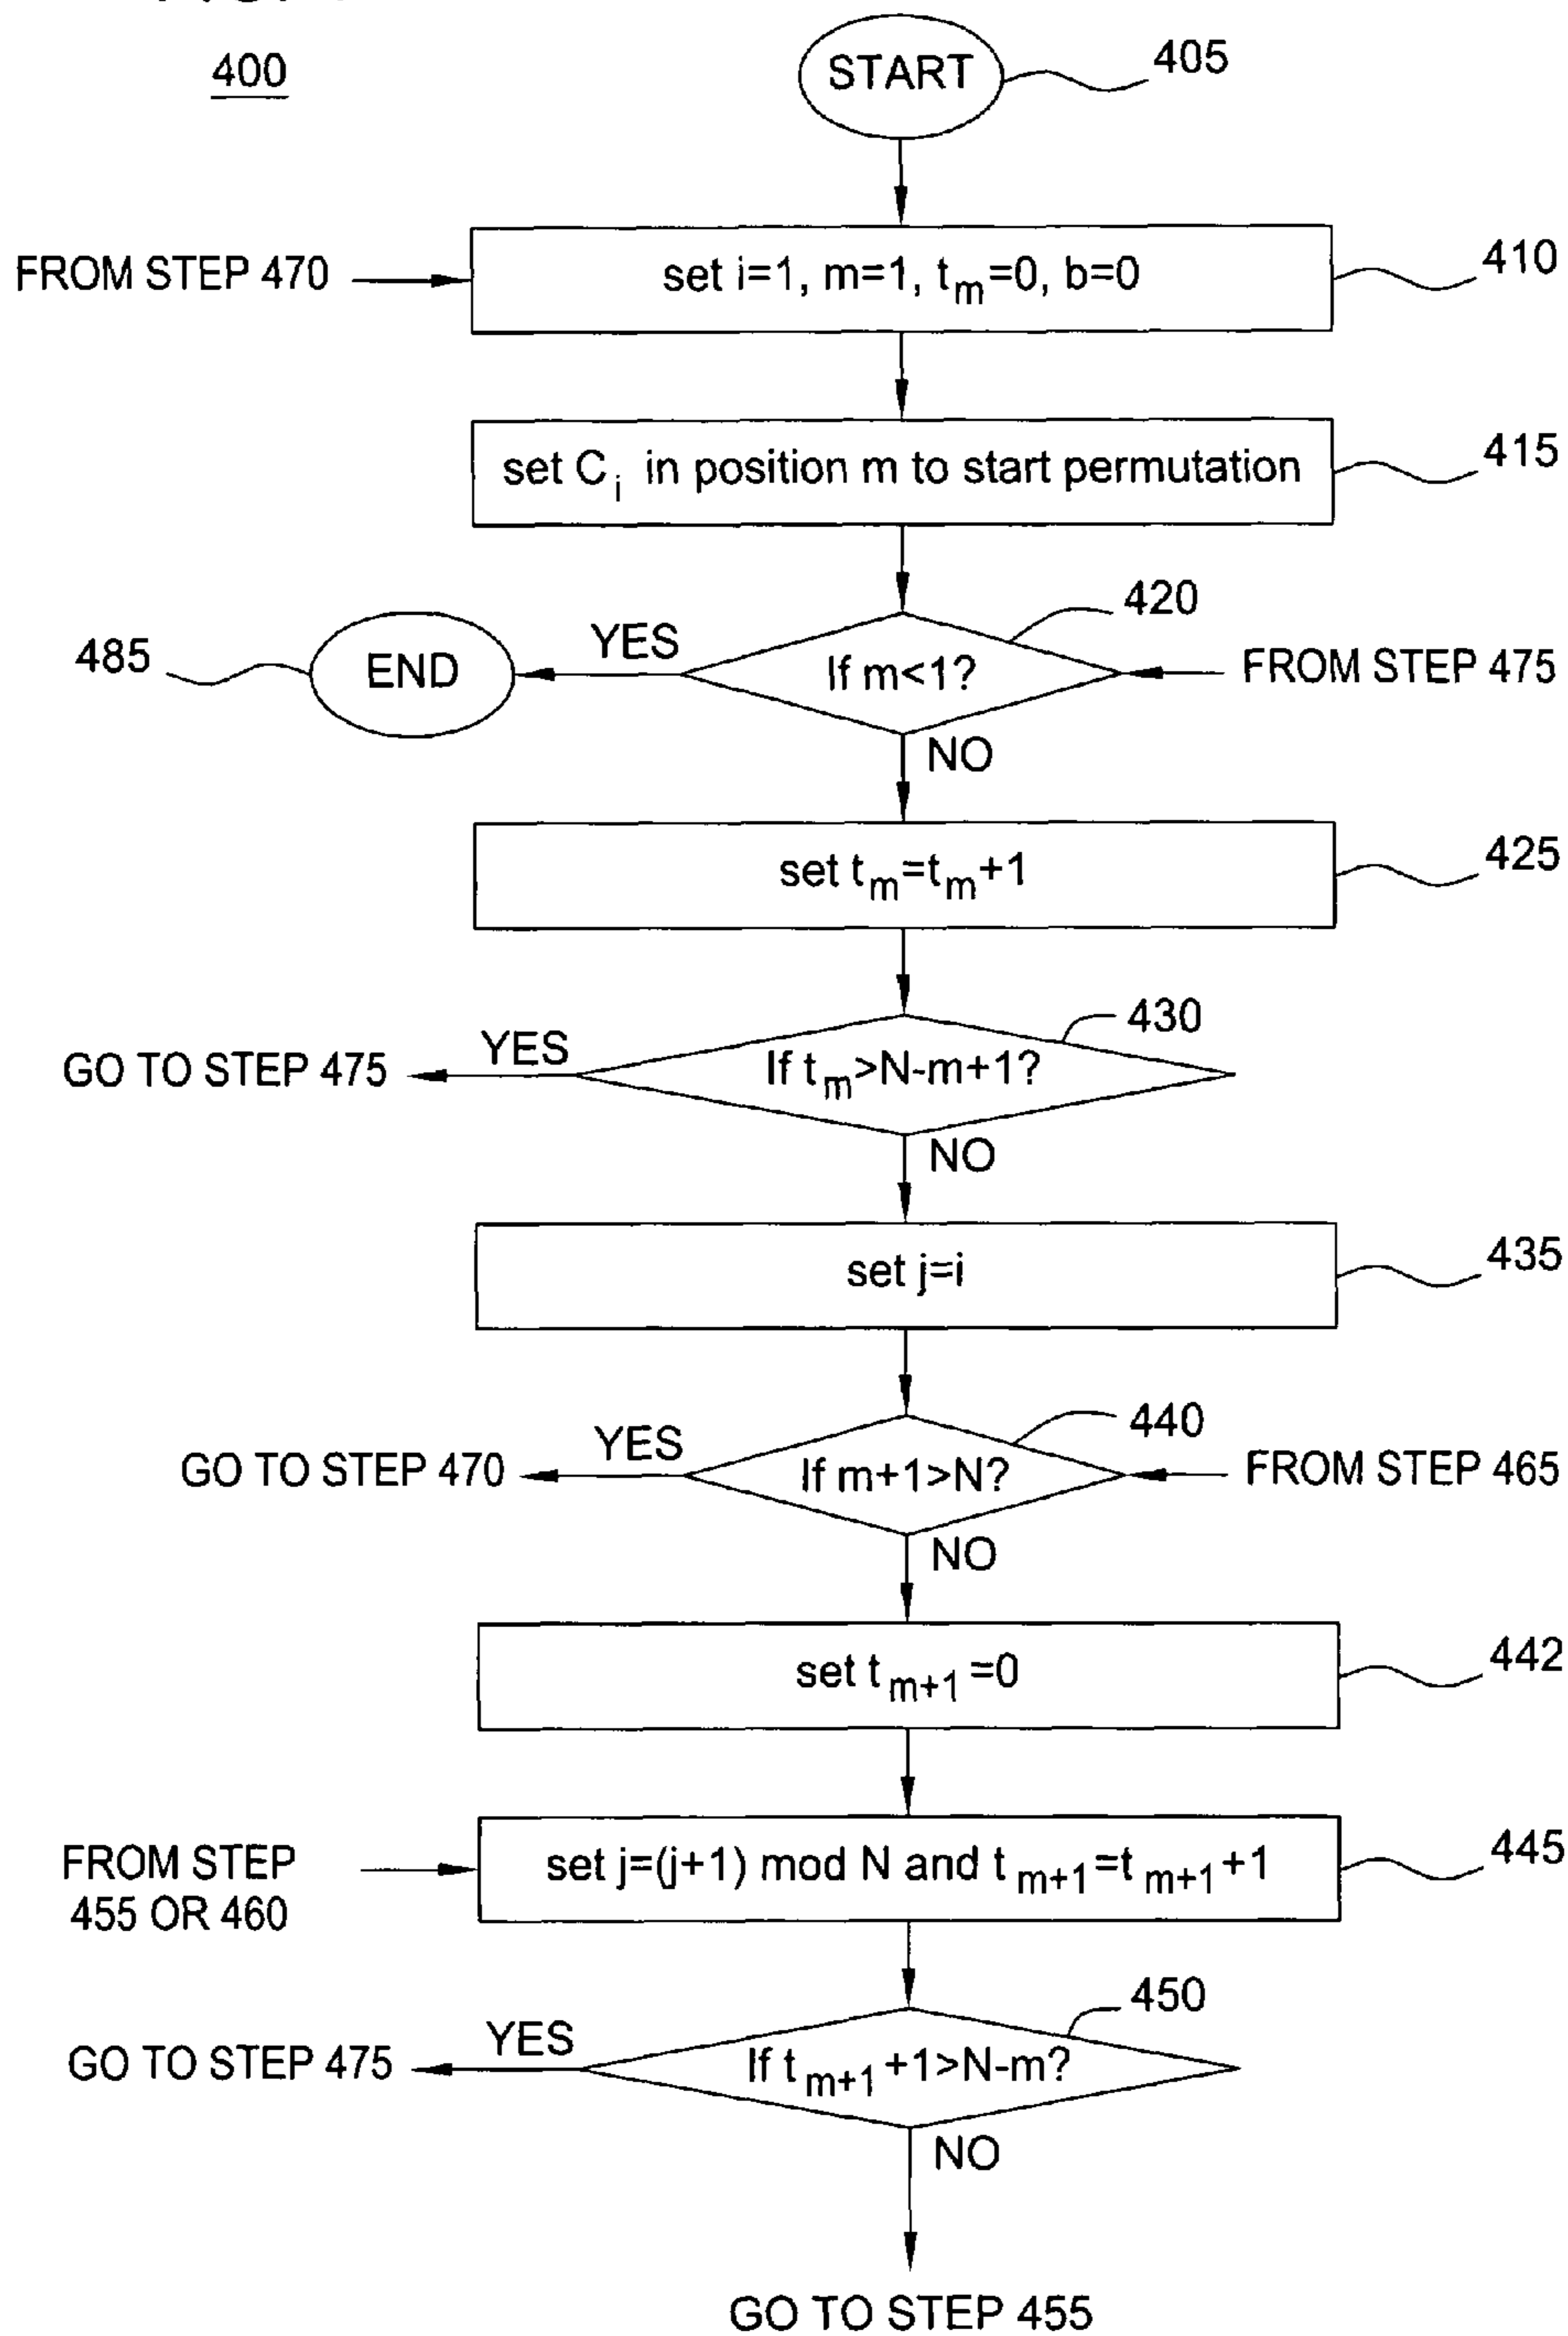 400
START
405
FROM STEP 470
set i=1, m=1, t_m=0, b=0
410
set C_i in position m to start permutation
415
420
485
END
YES
If m<1?
FROM STEP 475
NO
set t_m=t_m+1
425
430
GO TO STEP 475
YES
If t_m>N-m+1?
NO
set j=i
435
440
GO TO STEP 470
YES
If m+1>N?
FROM STEP 465
NO
set t_m+1=0
442
FROM STEP
455 OR 460
set j=(j+1) mod N and t_m+1=t_m+1+1
445
450
GO TO STEP 475
YES
If t_m+1+1>N-m?
NO
GO TO STEP 455